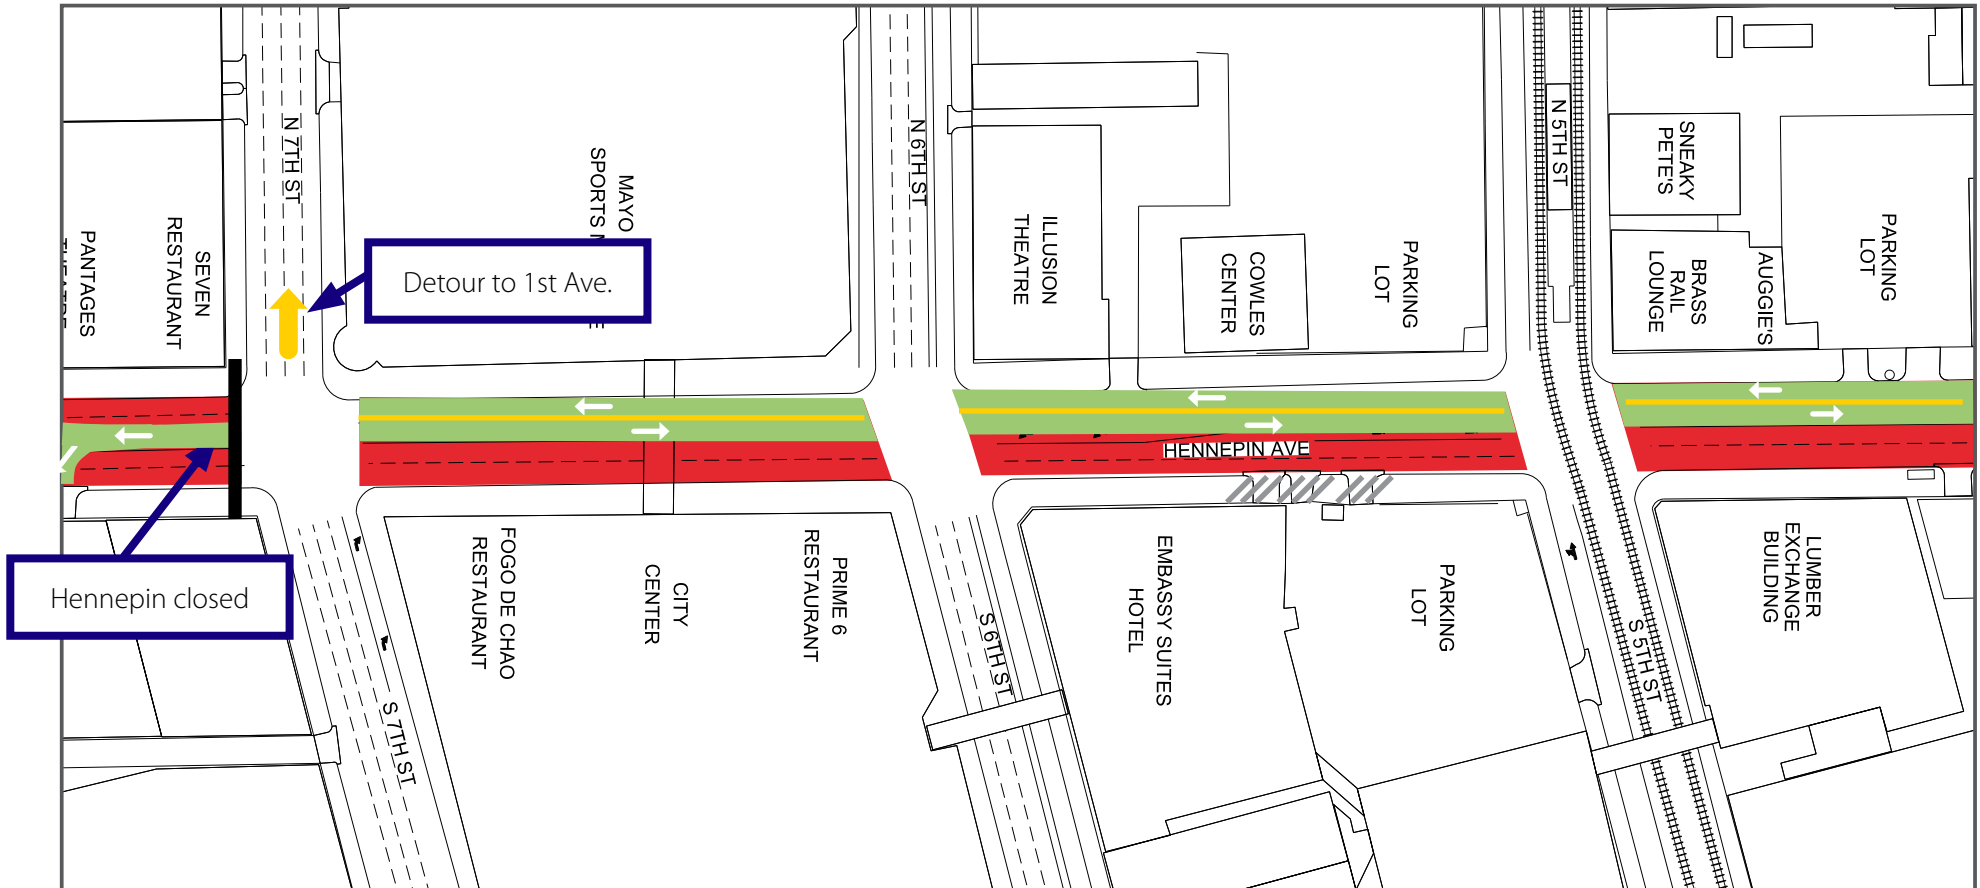 N 7TH ST
N 6TH ST
N 5TH ST
SNEAKY
PETE'S
MAYO
PANTAGES
SEVEN
RESTAURANT
Detour to 1st Ave.
ILLUSION
THEATRE
COWLES
CENTER
PARKING
LOT
BRASS
RAIL
LOUNGE
AUGGIE'S
PARKING
LOT
HENNEPIN AVE
Hennepin closed
FOGO DE CHAO
RESTAURANT
CITY
CENTER
PRIME 6
RESTAURANT
EMBASSY SUITES
HOTEL
PARKING
LOT
LUMBER
EXCHANGE
BUILDING
S 7TH ST
S 6TH ST
S 5TH ST
SPORTS